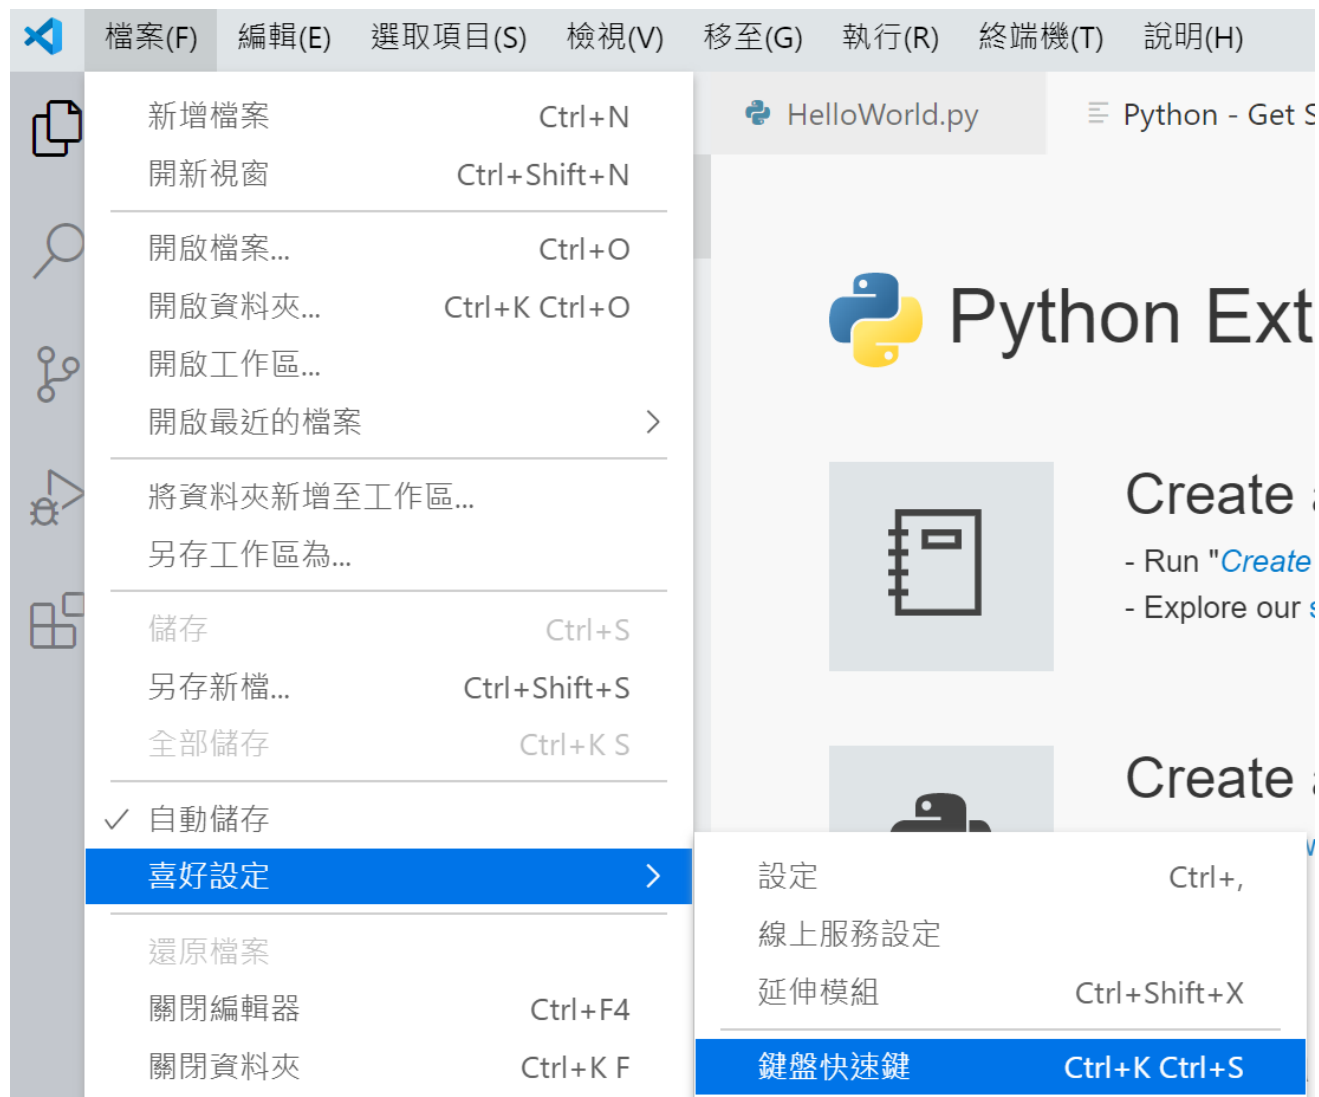 檔案(F) 編輯(E) 選取項目(S) 檢視(V) 移至(G) 執行(R) 終端機(T) 說明(H)
新增檔案 Ctrl+N
開新視窗 Ctrl+Shift+N
開啟檔案... Ctrl+O
開啟資料夾... Ctrl+K Ctrl+O
開啟工作區...
開啟最近的檔案
將資料夾新增至工作區...
另存工作區為...
儲存 Ctrl+S
另存新檔... Ctrl+Shift+S
全部儲存 Ctrl+K S
自動儲存
喜好設定
還原檔案
關閉編輯器 Ctrl+F4
關閉資料夾 Ctrl+K F
HelloWorld.py
Python - Get S
Python Ext
Create
- Run "Create
- Explore our
Create
設定 Ctrl+,
線上服務設定
延伸模組 Ctrl+Shift+X
鍵盤快速鍵 Ctrl+K Ctrl+S